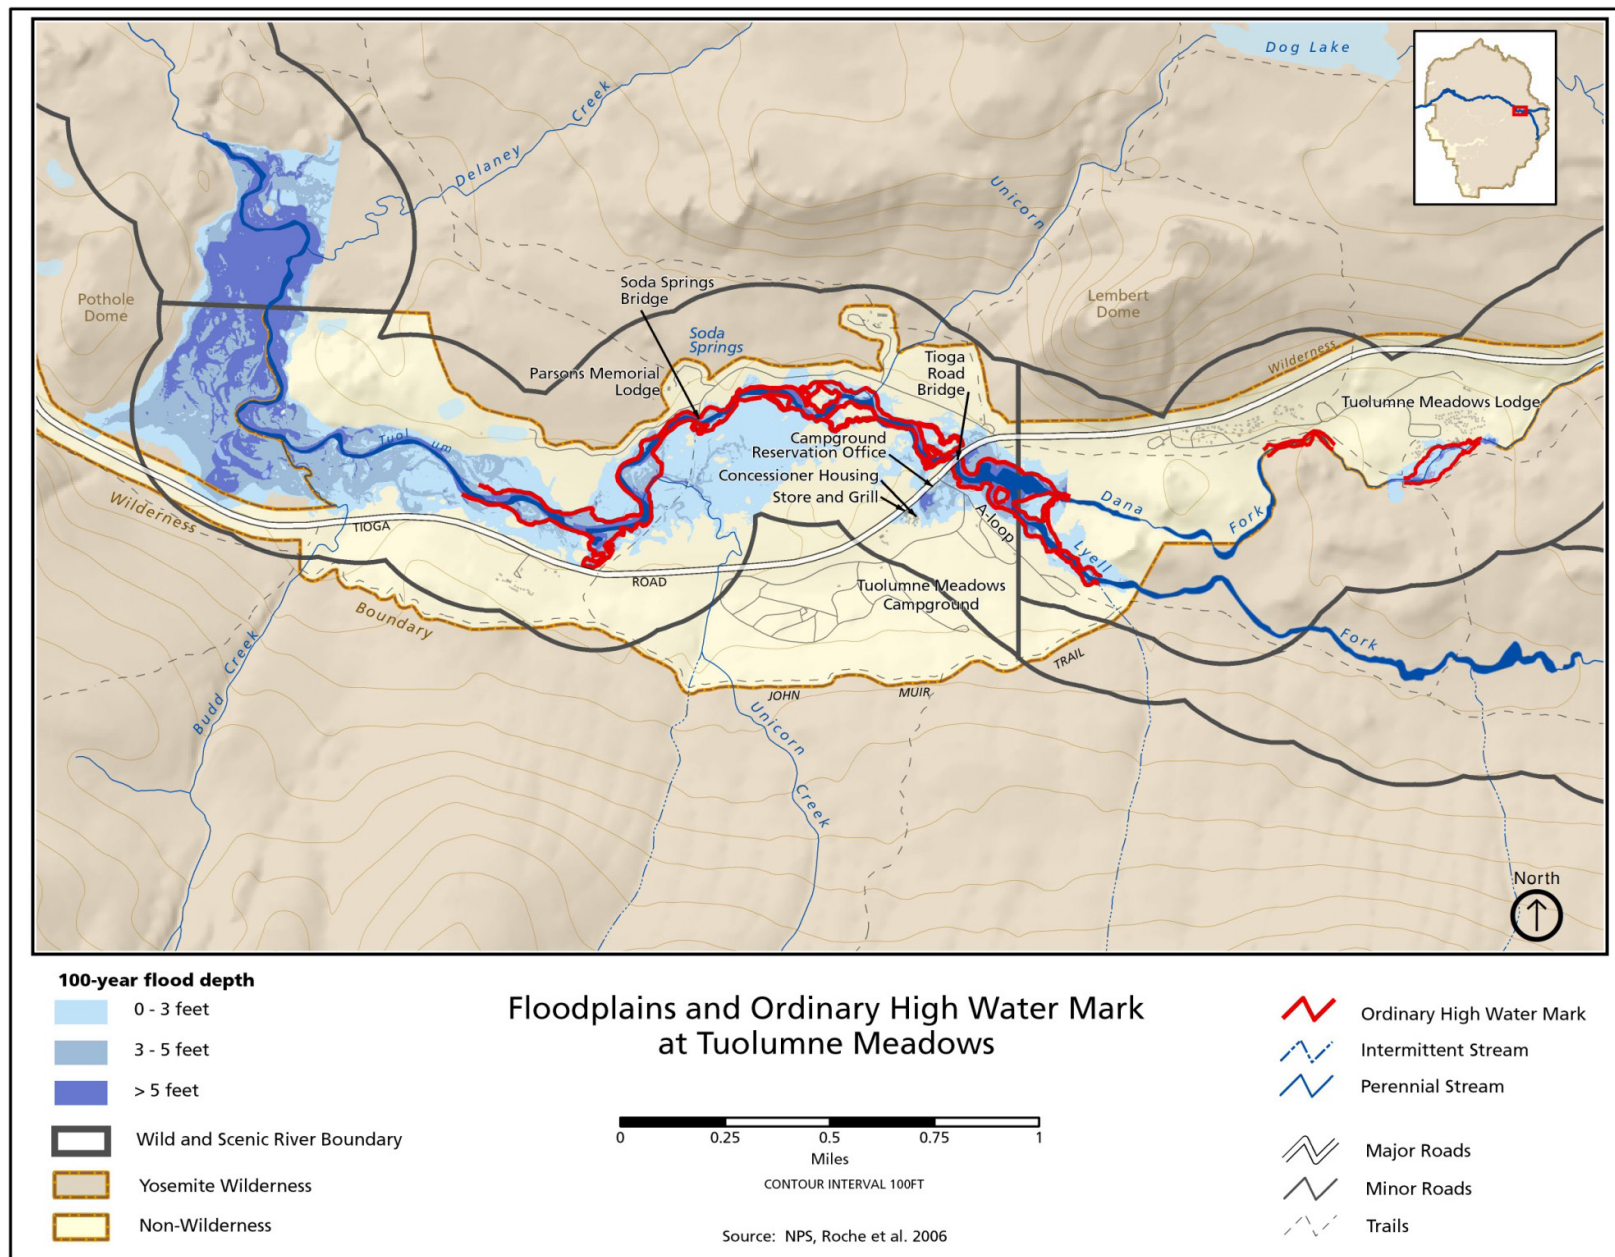 Dog Lake
Delaney
Creek
Unicorn
Pothole
Dome
Soda Springs
Bridge
Soda
Springs
Lembert
Dome
Parsons Memorial
Lodge
Tioga
Road
Bridge
Wilderness
Tuolumne Meadows Lodge
Tuol um
Campground
Reservation Office
Concessioner Housing
Store and Grill
A-loop
Dana
Fork
Lyell
Fork
Wilderness
TIOGA
ROAD
Boundary
Tuolumne Meadows
Campground
Budd Creek
JOHN
MUIR
TRAIL
Unicorn
Creek
North
100-year flood depth
0 - 3 feet
3 - 5 feet
> 5 feet
Wild and Scenic River Boundary
Yosemite Wilderness
Non-Wilderness
Floodplains and Ordinary High Water Mark
at Tuolumne Meadows
0 0.25 0.5 0.75 1
Miles
CONTOUR INTERVAL 100FT
Source: NPS, Roche et al. 2006
Ordinary High Water Mark
Intermittent Stream
Perennial Stream
Major Roads
Minor Roads
Trails